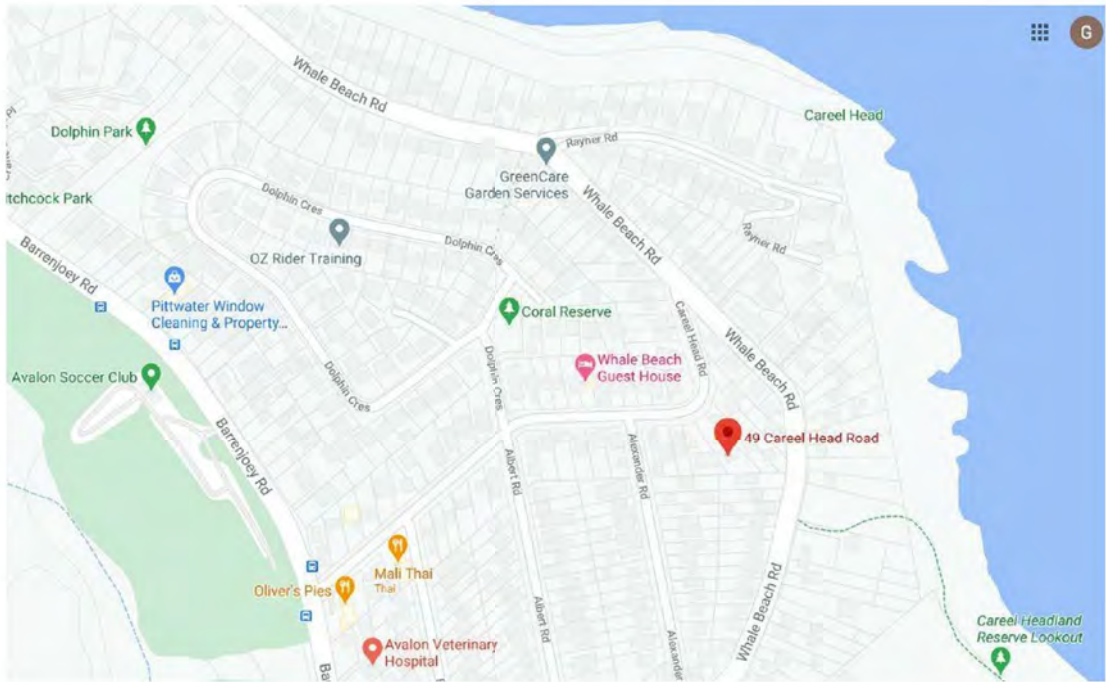 G
Careel Head
Whale Beach Rd
Dolphin Park
Rayner Rd
GreenCare
Garden Services
itchcock Park
Dolphin Cres
Whale Beach Rd
Rayner Rd
Dolphin Cres
OZ Rider Training
Barrenjoey Rd
Pittwater Window
Cleaning & Property...
Coral Reserve
Careel Head Rd
Whale Beach Rd
Avalon Soccer Club
Dolphin Cres
Dolphin Cres
Whale Beach
Guest House
49 Careel Head Road
Barrenjoey Rd
Albert Rd
Alexander Rd
Mali Thai
Thai
Oliver's Pies
Albert Rd
Whale Beach Rd
Alexander
Careel Headland
Reserve Lookout
Avalon Veterinary
Hospital
Ba